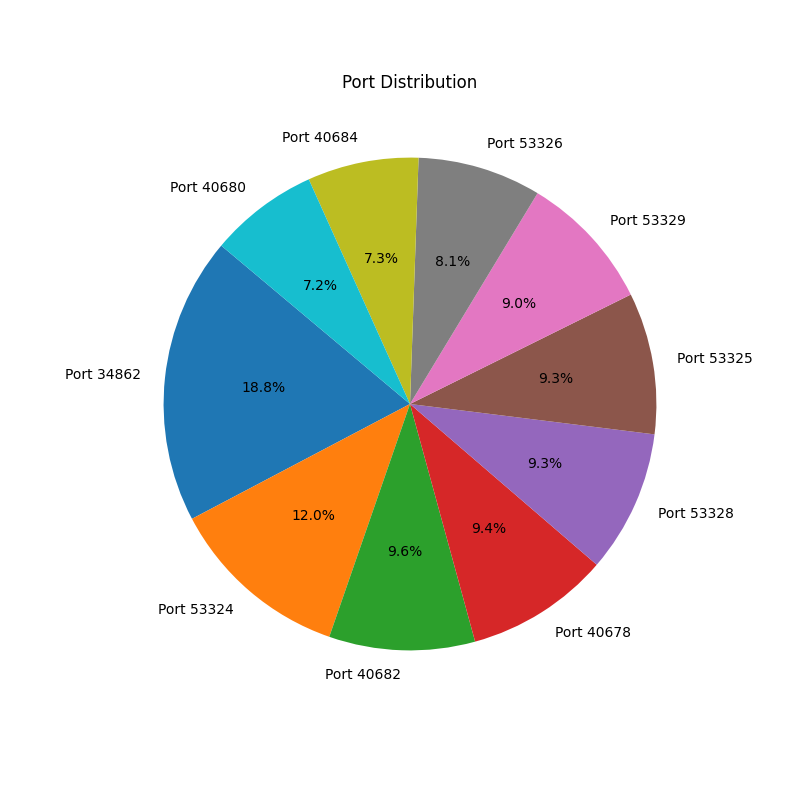 Port Distribution
Port 34862
18.8%
Port 53324
12.0%
Port 40682
9.6%
Port 40678
9.4%
Port 53328
9.3%
Port 53325
9.3%
Port 53329
9.0%
Port 53326
8.1%
Port 40684
7.3%
Port 40680
7.2%